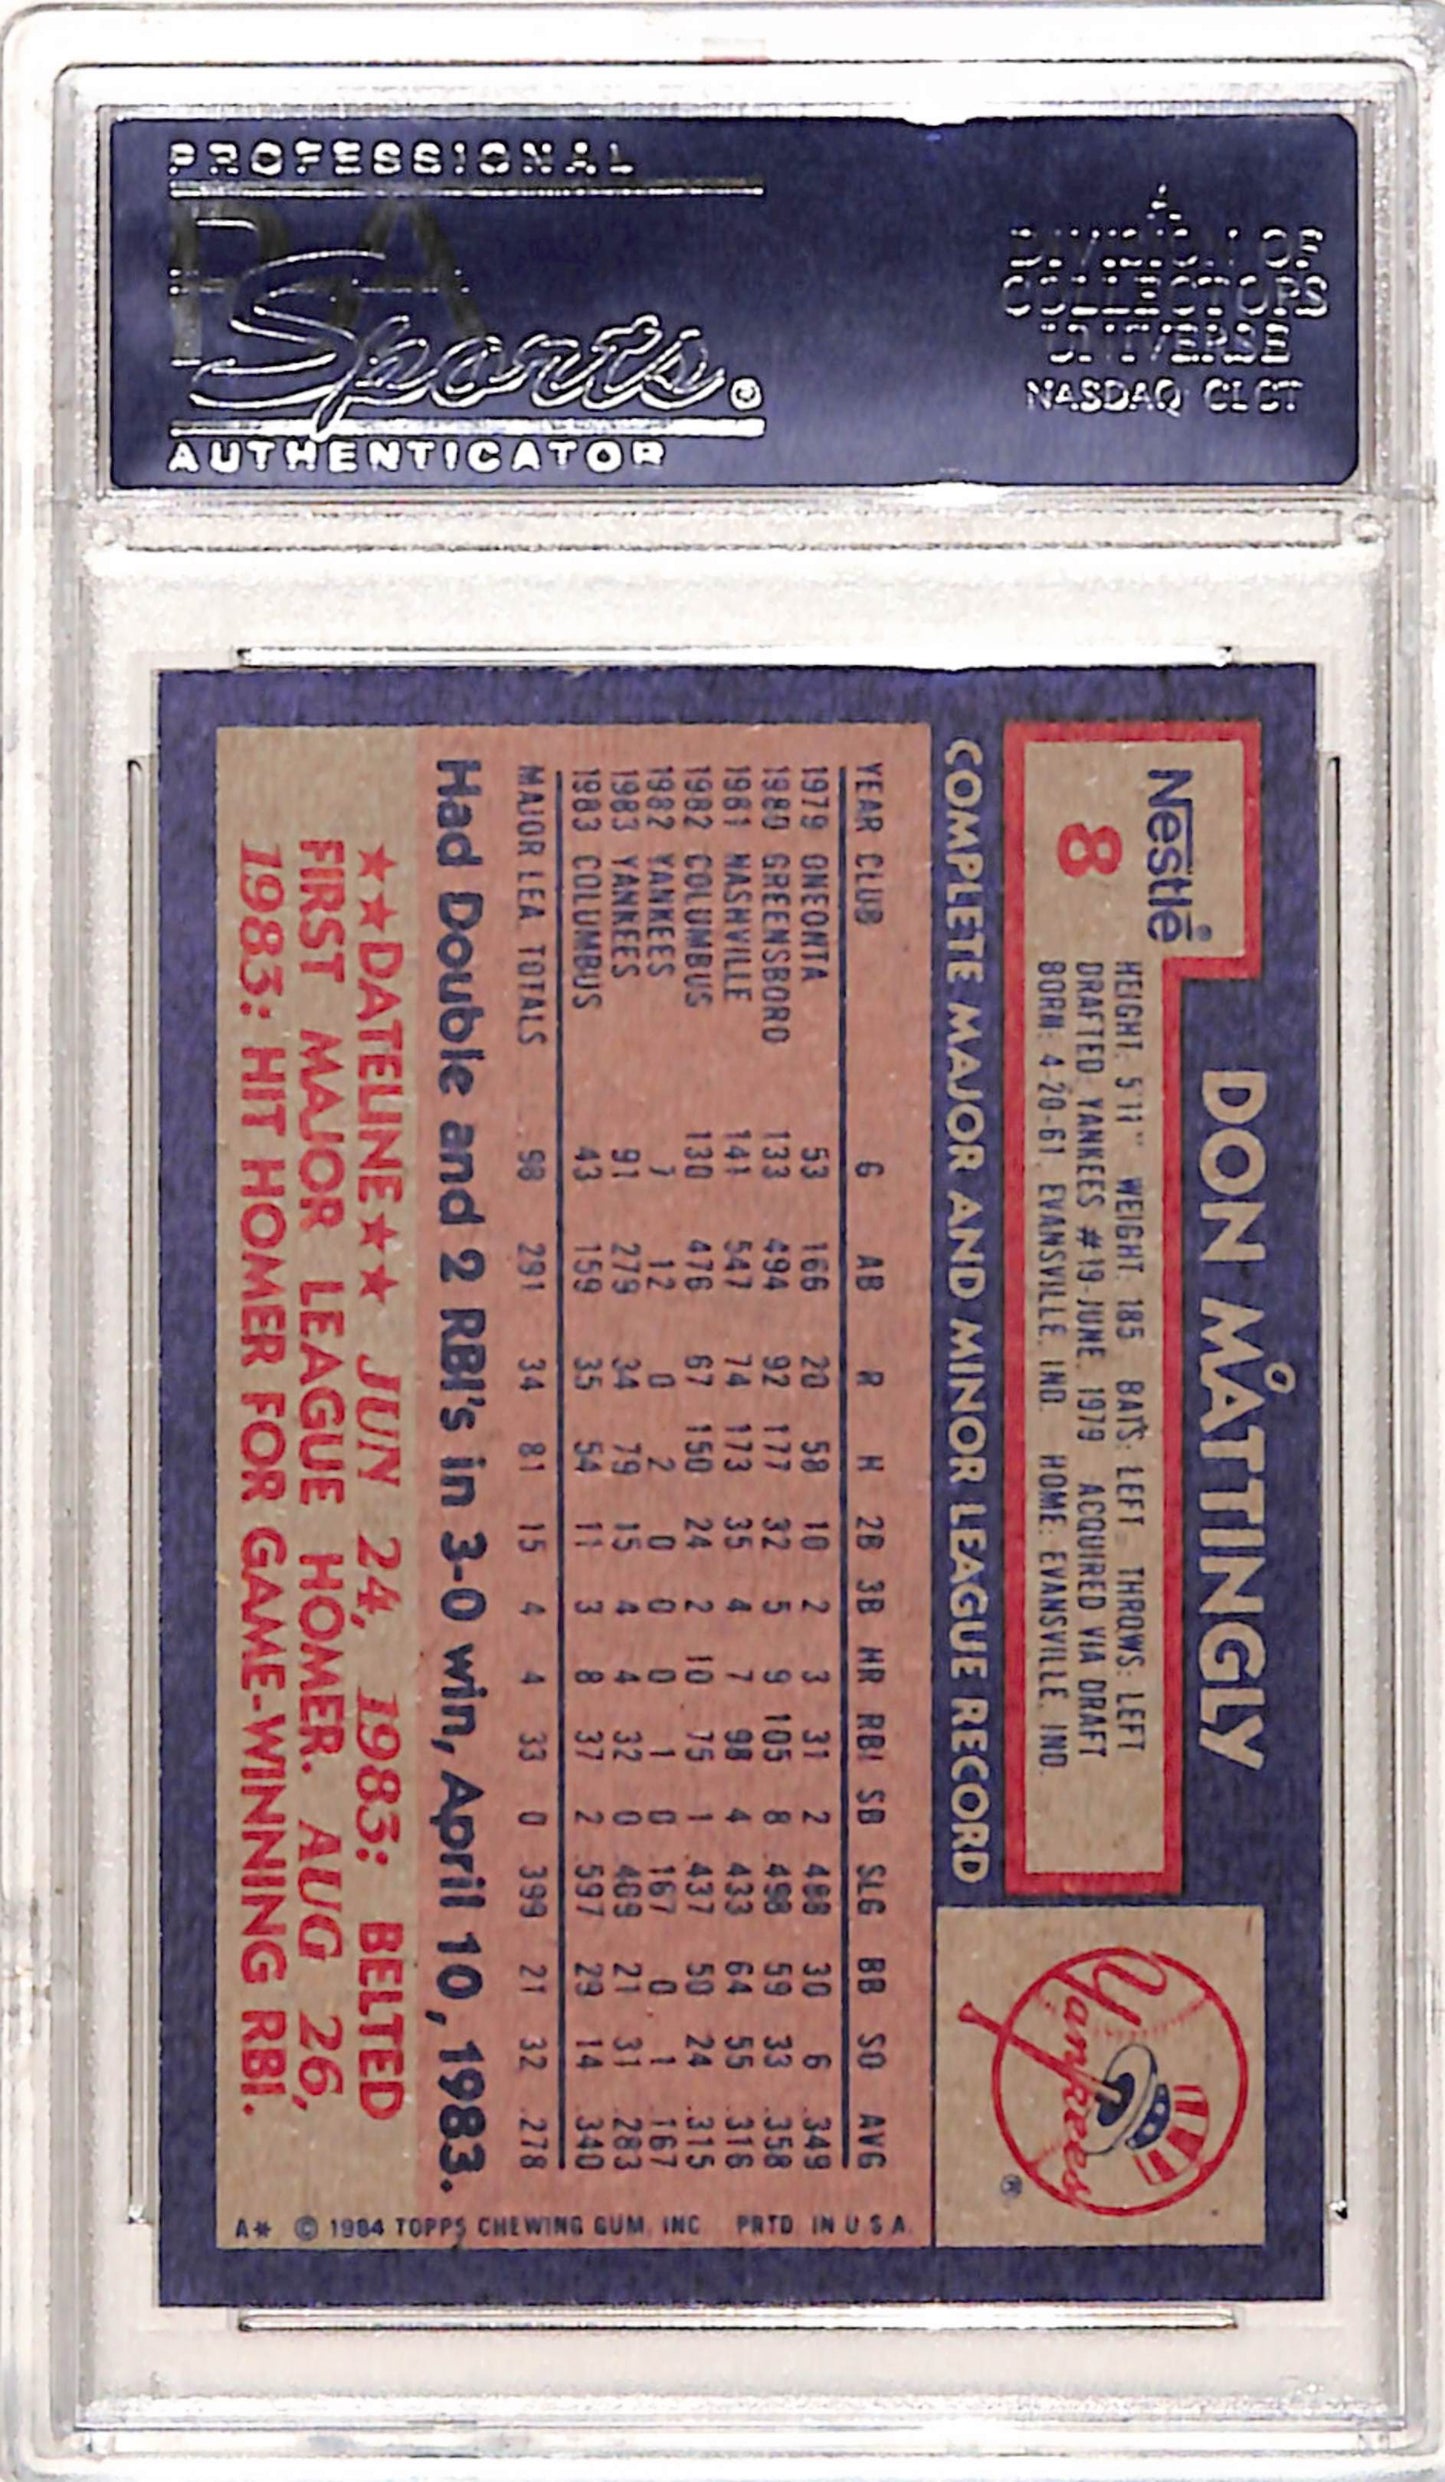 PROFESSIONAL
PSA
Sports®
AUTHENTICATOR
A
DIVISION OF
COLLECTORS
UNIVERSE
NASDAQ: CLCT
Nestlé
8
DON MATTINGLY
HEIGHT: 5'11" WEIGHT: 185 BATS: LEFT THROWS: LEFT
DRAFTED: YANKEES #19-JUNE, 1979 ACQUIRED: VIA DRAFT
BORN: 4-20-61, EVANSVILLE, IND. HOME: EVANSVILLE, IND.
Yankees
®
COMPLETE MAJOR AND MINOR LEAGUE RECORD
YEAR CLUB G AB R H 2B 3B HR RBI SB SLG BB SO AVG
1979 ONEONTA 53 166 20 58 10 2 3 31 2 .488 30 6 .349
1980 GREENSBORO 133 494 92 177 32 5 9 105 8 .498 59 33 .358
1981 NASHVILLE 141 547 74 173 35 4 7 98 4 .433 64 55 .316
1982 COLUMBUS 130 476 67 150 24 2 10 75 1 .437 50 24 .315
1982 YANKEES 7 12 0 2 0 0 0 1 0 .167 0 1 .167
1983 YANKEES 91 279 34 79 15 4 4 32 0 .409 21 31 .283
1983 COLUMBUS 43 159 35 54 11 3 8 37 2 .597 29 14 .340
MAJOR LEA. TOTALS 98 291 34 81 15 4 4 33 0 .399 21 32 .278
Had Double and 2 RBI's in 3-0 win, April 10, 1983.
★★DATELINE★★ JUN 24, 1983: BELTED
FIRST MAJOR LEAGUE HOMER. AUG 26,
1983: HIT HOMER FOR GAME-WINNING RBI.
A* © 1984 TOPPS CHEWING GUM, INC. PRTD. IN U.S.A.